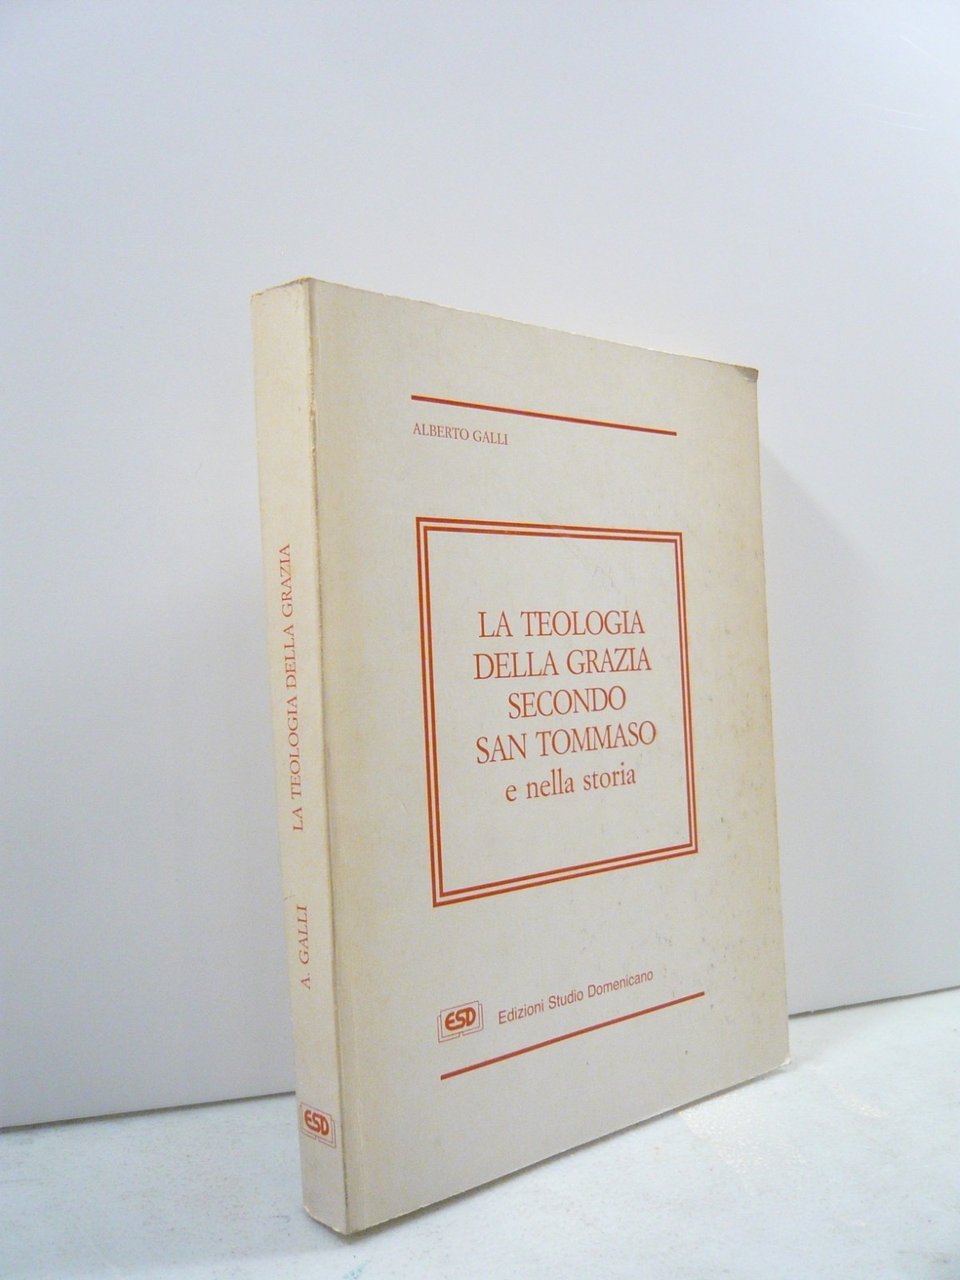 ALBERTO GALLI
LA TEOLOGIA
DELLA GRAZIA
SECONDO
SAN TOMMASO
e nella storia
ESD Edizioni Studio Domenicano
A. GALLI LA TEOLOGIA DELLA GRAZIA
ESD